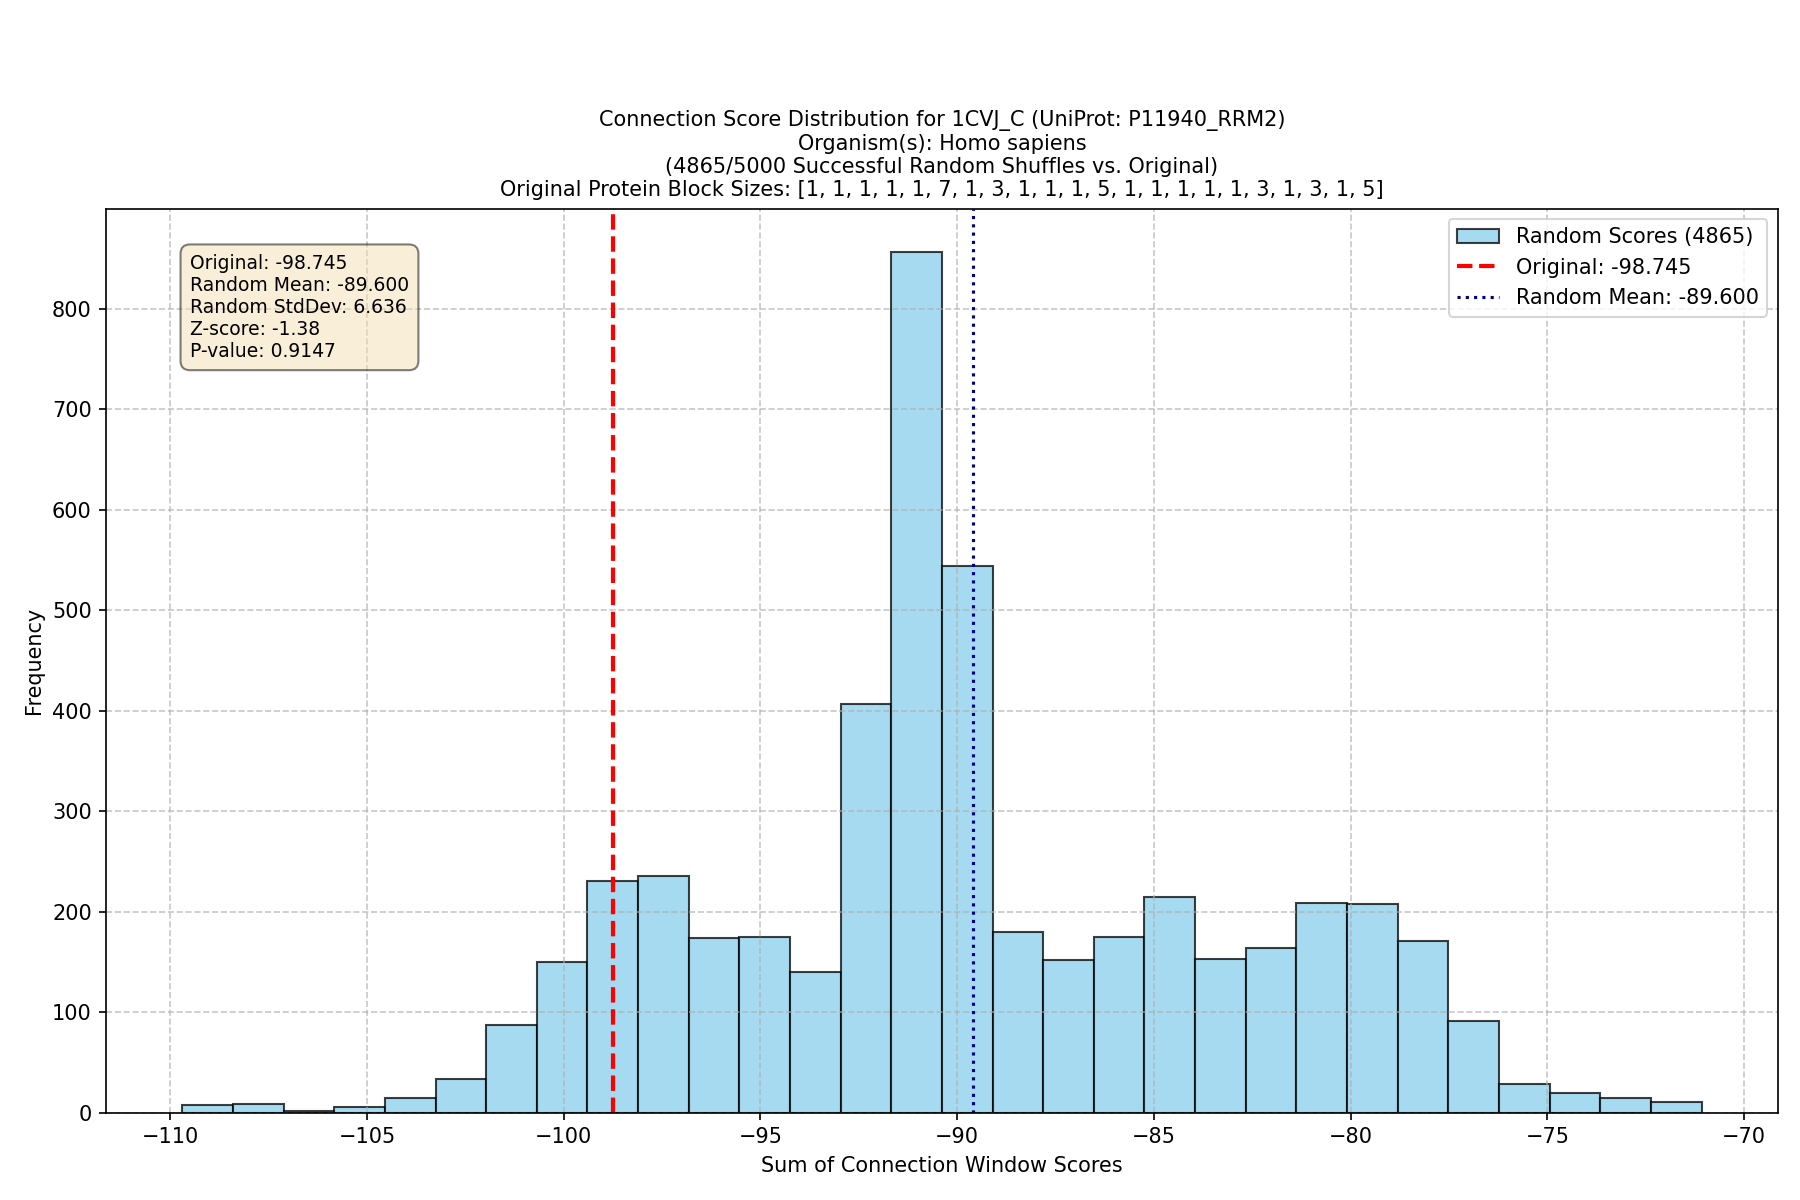 Connection Score Distribution for 1CVJ_C (UniProt: P11940_RRM2)
Organism(s): Homo sapiens
(4865/5000 Successful Random Shuffles vs. Original)
Original Protein Block Sizes: [1, 1, 1, 1, 1, 7, 1, 3, 1, 1, 1, 5, 1, 1, 1, 1, 1, 3, 1, 3, 1, 5]
Original: -98.745
Random Mean: -89.600
Random StdDev: 6.636
Z-score: -1.38
P-value: 0.9147
Random Scores (4865)
Original: -98.745
Random Mean: -89.600
Frequency
800
700
600
500
400
300
200
100
0
−110 −105 −100 −95 −90 −85 −80 −75 −70
Sum of Connection Window Scores